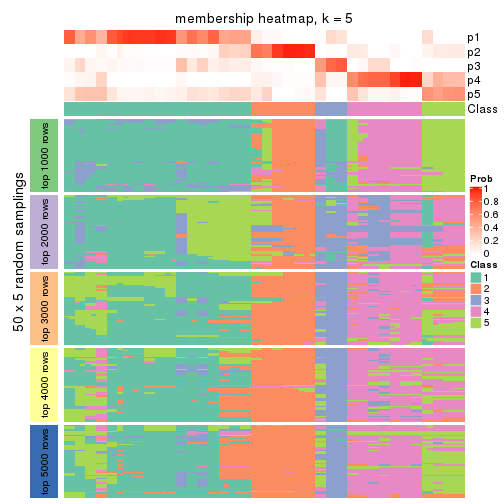 membership heatmap, k = 5
p1
p2
p3
p4
p5
Class
50 x 5 random samplings
top 1000 rows
top 2000 rows
top 3000 rows
top 4000 rows
top 5000 rows
Prob
1
0.8
0.6
0.4
0.2
0
Class
1
2
3
4
5